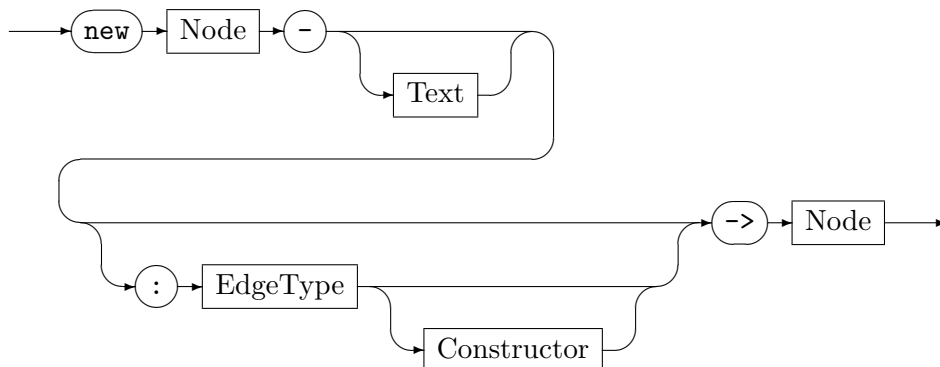 new Node - 
Text
-> Node
: EdgeType
Constructor